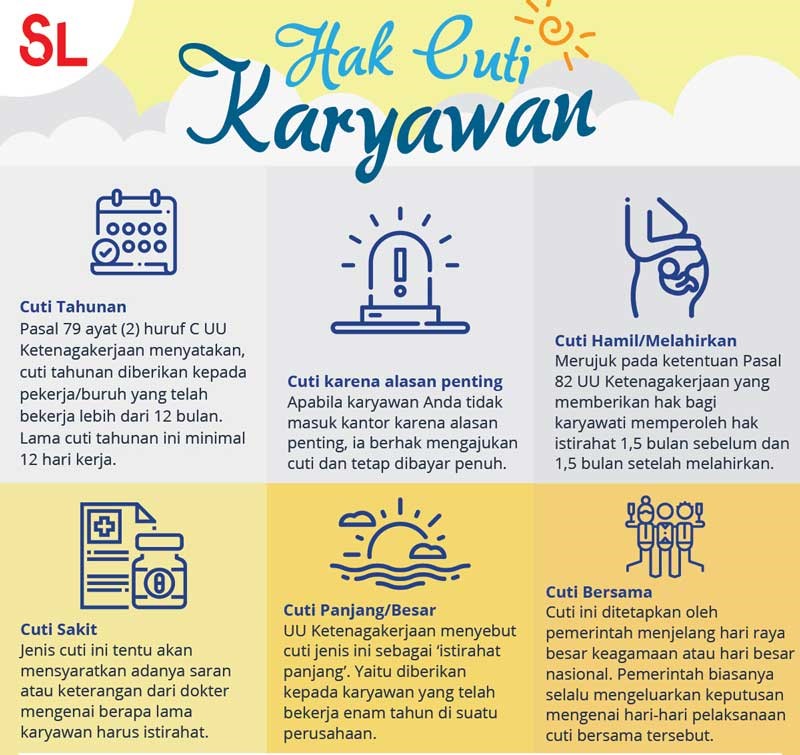 SL
Hak Cuti
Karyawan
Cuti Tahunan
Pasal 79 ayat (2) huruf C UU
Ketenagakerjaan menyatakan,
cuti tahunan diberikan kepada
pekerja/buruh yang telah
bekerja lebih dari 12 bulan.
Lama cuti tahunan ini minimal
12 hari kerja.
Cuti karena alasan penting
Apabila karyawan Anda tidak
masuk kantor karena alasan
penting, ia berhak mengajukan
cuti dan tetap dibayar penuh.
Cuti Hamil/Melahirkan
Merujuk pada ketentuan Pasal
82 UU Ketenagakerjaan yang
memberikan hak bagi
karyawati memperoleh hak
istirahat 1,5 bulan sebelum dan
1,5 bulan setelah melahirkan.
Cuti Sakit
Jenis cuti ini tentu akan
mensyaratkan adanya saran
atau keterangan dari dokter
mengenai berapa lama
karyawan harus istirahat.
Cuti Panjang/Besar
UU Ketenagakerjaan menyebut
cuti jenis ini sebagai ‘istirahat
panjang’. Yaitu diberikan
kepada karyawan yang telah
bekerja enam tahun di suatu
perusahaan.
Cuti Bersama
Cuti ini ditetapkan oleh
pemerintah menjelang hari raya
besar keagamaan atau hari besar
nasional. Pemerintah biasanya
selalu mengeluarkan keputusan
mengenai hari-hari pelaksanaan
cuti bersama tersebut.